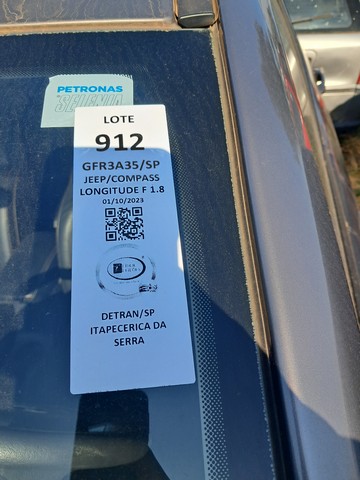 PETRONAS
SELENIA
LOTE
912
GFR3A35/SP
JEEP/COMPASS
LONGITUDE F 1.8
01/10/2023
DETRAN/SP
ITAPECERICA DA
SERRA